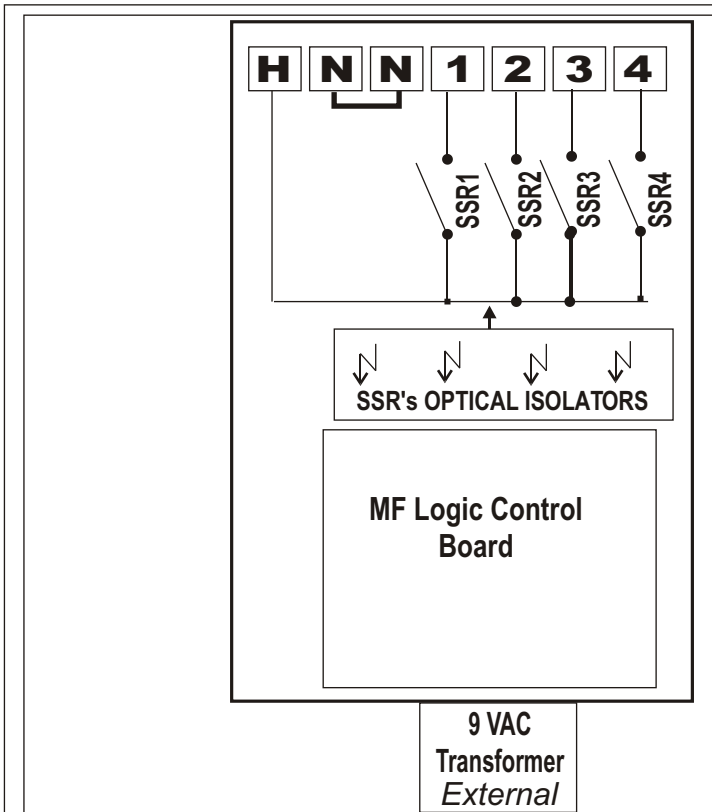 H N N 1 2 3 4
SSR1 SSR2 SSR3 SSR4
SSR's OPTICAL ISOLATORS
MF Logic Control
Board
9 VAC
Transformer
External